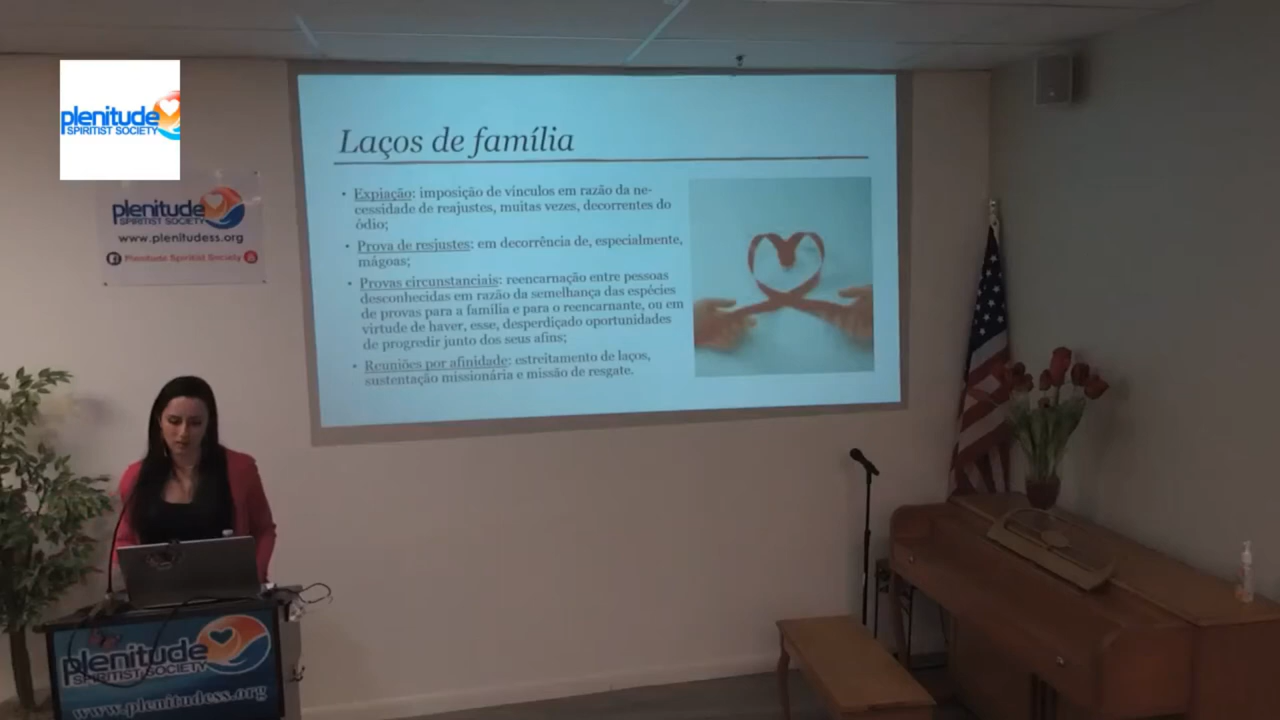 plenitude
SPIRITIST SOCIETY
plenitude
SPIRITIST SOCIETY
www.plenitudess.org
Plenitude Spiritist Society
Laços de família
• Expiação: imposição de vínculos em razão da ne-
cessidade de reajustes, muitas vezes, decorrentes do
ódio;
• Prova de resjustes: em decorrência de, especialmente,
mágoas;
• Provas circunstanciais: reencarnação entre pessoas
desconhecidas em razão da semelhança das espécies
de provas para a família e para o reencarnante, ou em
virtude de haver, esse, desperdiçado oportunidades
de progredir junto dos seus afins;
• Reuniões por afinidade: estreitamento de laços,
sustentação missionária e missão de resgate.
plenitude
SPIRITIST SOCIETY
www.plenitudess.org